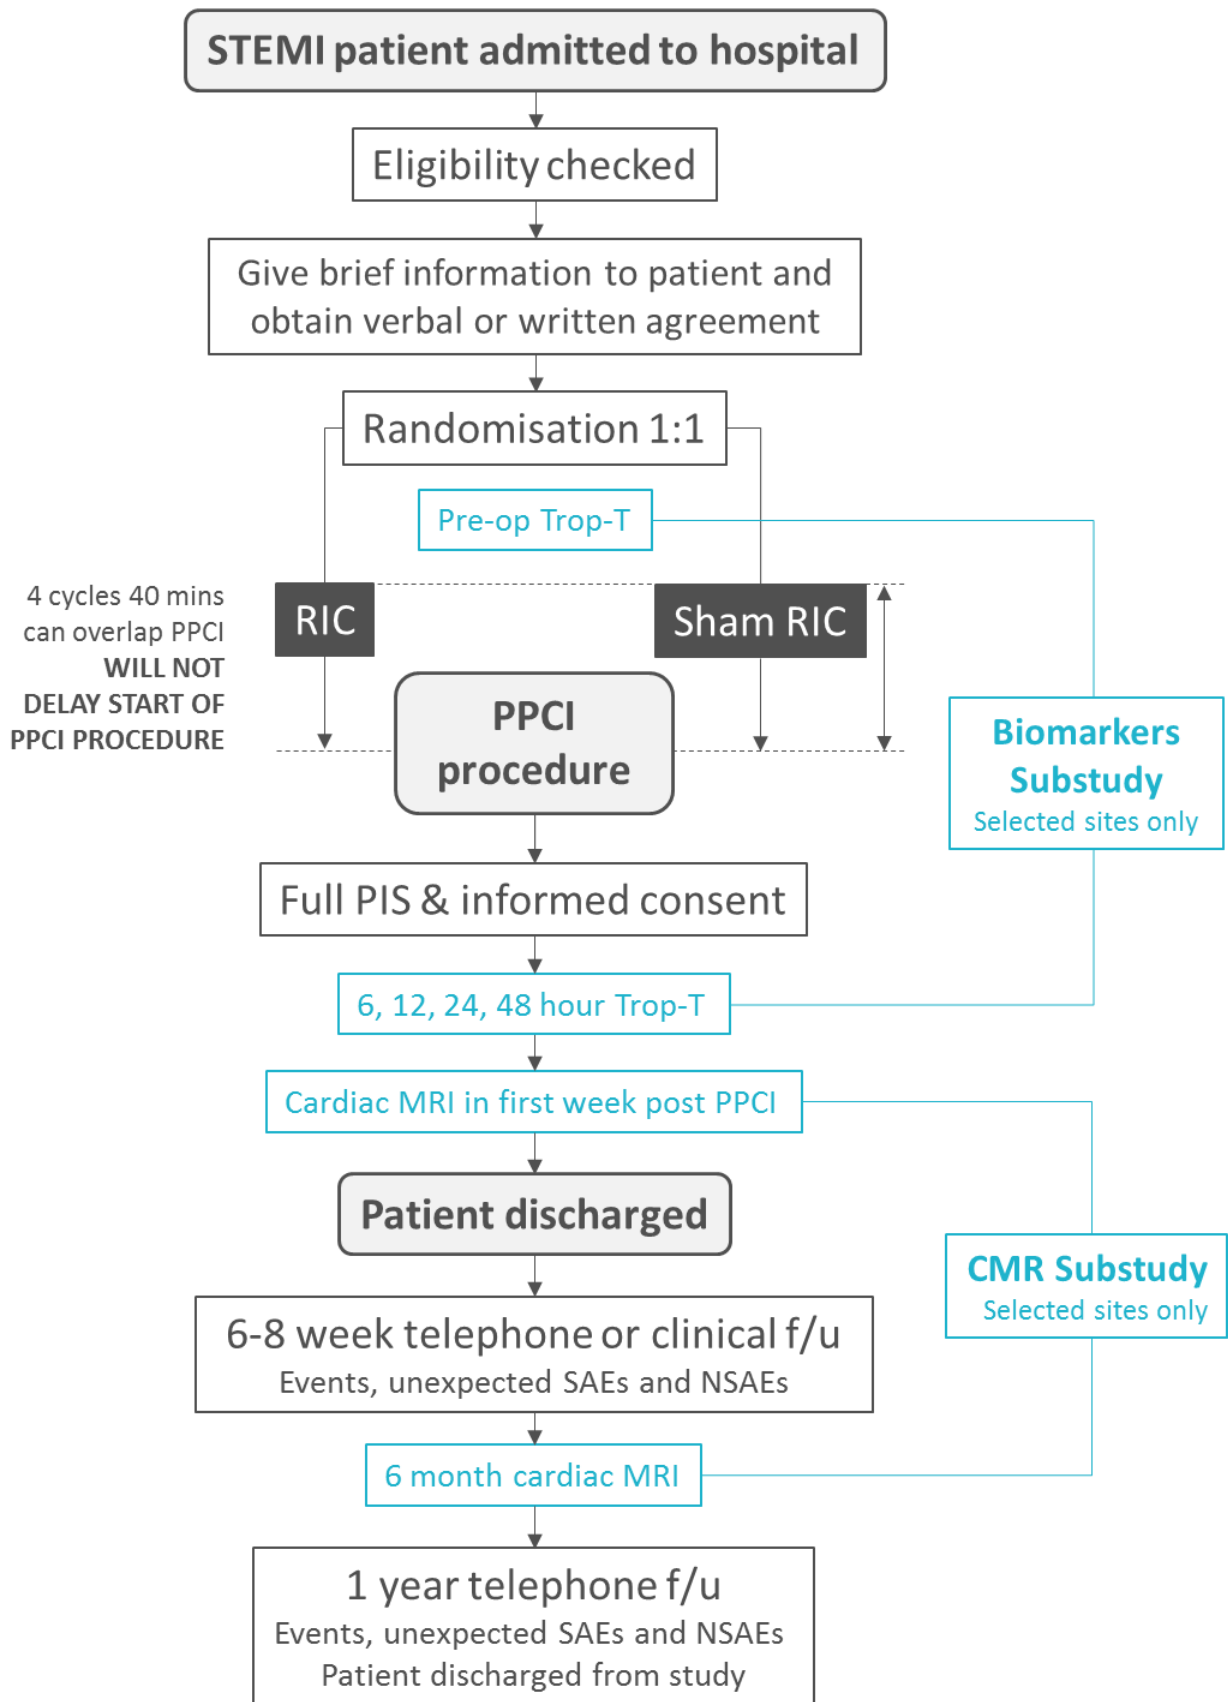 STEMI patient admitted to hospital
Eligibility checked
Give brief information to patient and
obtain verbal or written agreement
Randomisation 1:1
Pre-op Trop-T
4 cycles 40 mins
can overlap PPCI
WILL NOT
DELAY START OF
PPCI PROCEDURE
RIC
Sham RIC
PPCI
procedure
Biomarkers
Substudy
Selected sites only
Full PIS & informed consent
6, 12, 24, 48 hour Trop-T
Cardiac MRI in first week post PPCI
Patient discharged
CMR Substudy
Selected sites only
6-8 week telephone or clinical f/u
Events, unexpected SAEs and NSAEs
6 month cardiac MRI
1 year telephone f/u
Events, unexpected SAEs and NSAEs
Patient discharged from study